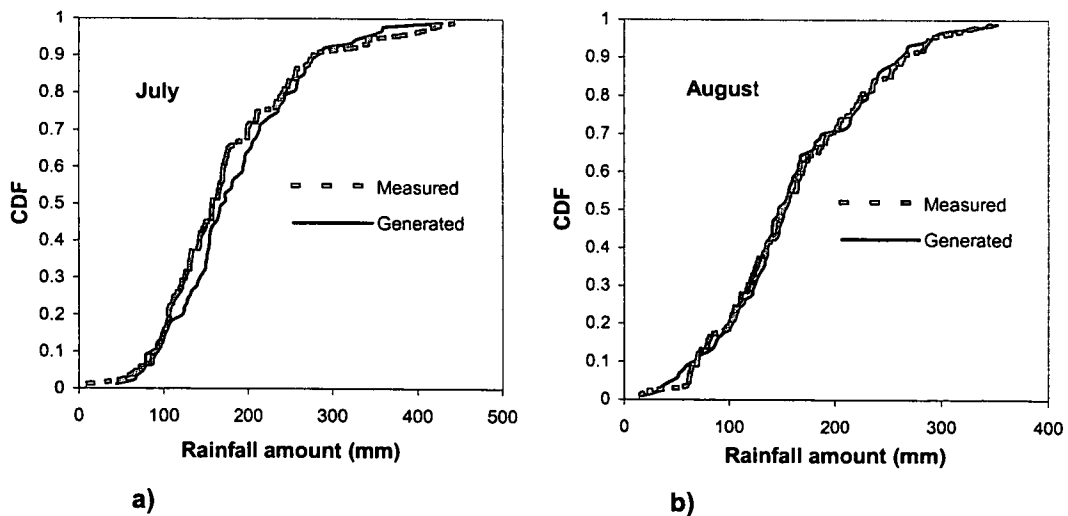 1
0.9
0.8
0.7
0.6
0.5
0.4
0.3
0.2
0.1
0
CDF
July
Measured
Generated
0 100 200 300 400 500
Rainfall amount (mm)
a)
1
0.9
0.8
0.7
0.6
0.5
0.4
0.3
0.2
0.1
0
CDF
August
Measured
Generated
0 100 200 300 400
Rainfall amount (mm)
b)